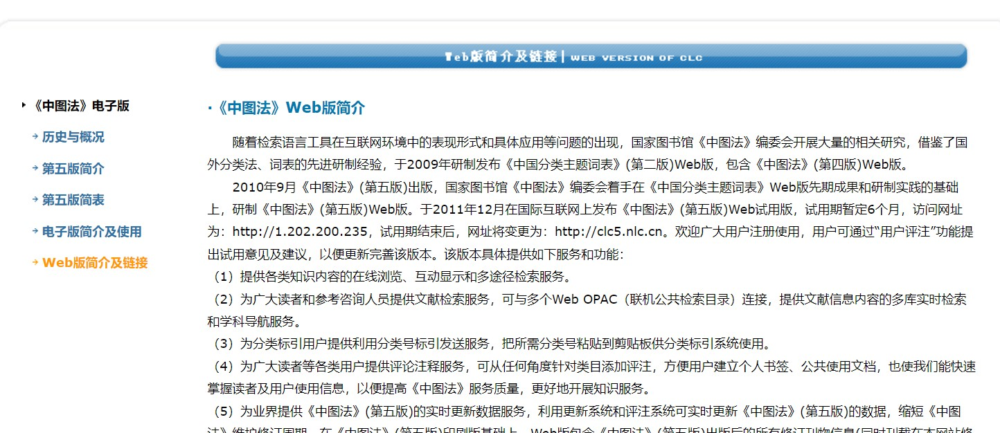 Web版简介及链接 | WEB VERSION OF CLC
《中图法》电子版
历史与概况
第五版简介
第五版简表
电子版简介及使用
Web版简介及链接
·《中图法》Web版简介
随着检索语言工具在互联网环境中的表现形式和具体应用等问题的出现，国家图书馆《中图法》编委会开展大量的相关研究，借鉴了国
外分类法、词表的先进研制经验，于2009年研制发布《中国分类主题词表》(第二版)Web版，包含《中图法》(第四版)Web版。
2010年9月《中图法》(第五版)出版，国家图书馆《中图法》编委会着手在《中国分类主题词表》Web版先期成果和研制实践的基础
上，研制《中图法》(第五版)Web版。于2011年12月在国际互联网上发布《中图法》(第五版)Web试用版，试用期暂定6个月，访问网址
为：http://1.202.200.235，试用期结束后，网址将变更为：http://clc5.nlc.cn。欢迎广大用户注册使用，用户可通过“用户评注”功能提
出试用意见及建议，以便更新完善该版本。该版本具体提供如下服务和功能：
（1）提供各类知识内容的在线浏览、互动显示和多途径检索服务。
（2）为广大读者和参考咨询人员提供文献检索服务，可与多个Web OPAC（联机公共检索目录）连接，提供文献信息内容的多库实时检索
和学科导航服务。
（3）为分类标引用户提供利用分类号标引发送服务，把所需分类号粘贴到剪贴板供分类标引系统使用。
（4）为广大读者等各类用户提供评论注释服务，可从任何角度针对类目添加评注，方便用户建立个人书签、公共使用文档，也使我们能快速
掌握读者及用户使用信息，以便提高《中图法》服务质量，更好地开展知识服务。
（5）为业界提供《中图法》(第五版)的实时更新数据服务，利用更新系统和评注系统可实时更新《中图法》(第五版)的数据，缩短《中图
法》维护修订周期。在《中图法》(第五版)印刷版基础上，Web版包含《中图法》(第五版)出版后的所有修订刊物信息(同时刊载在本网站修